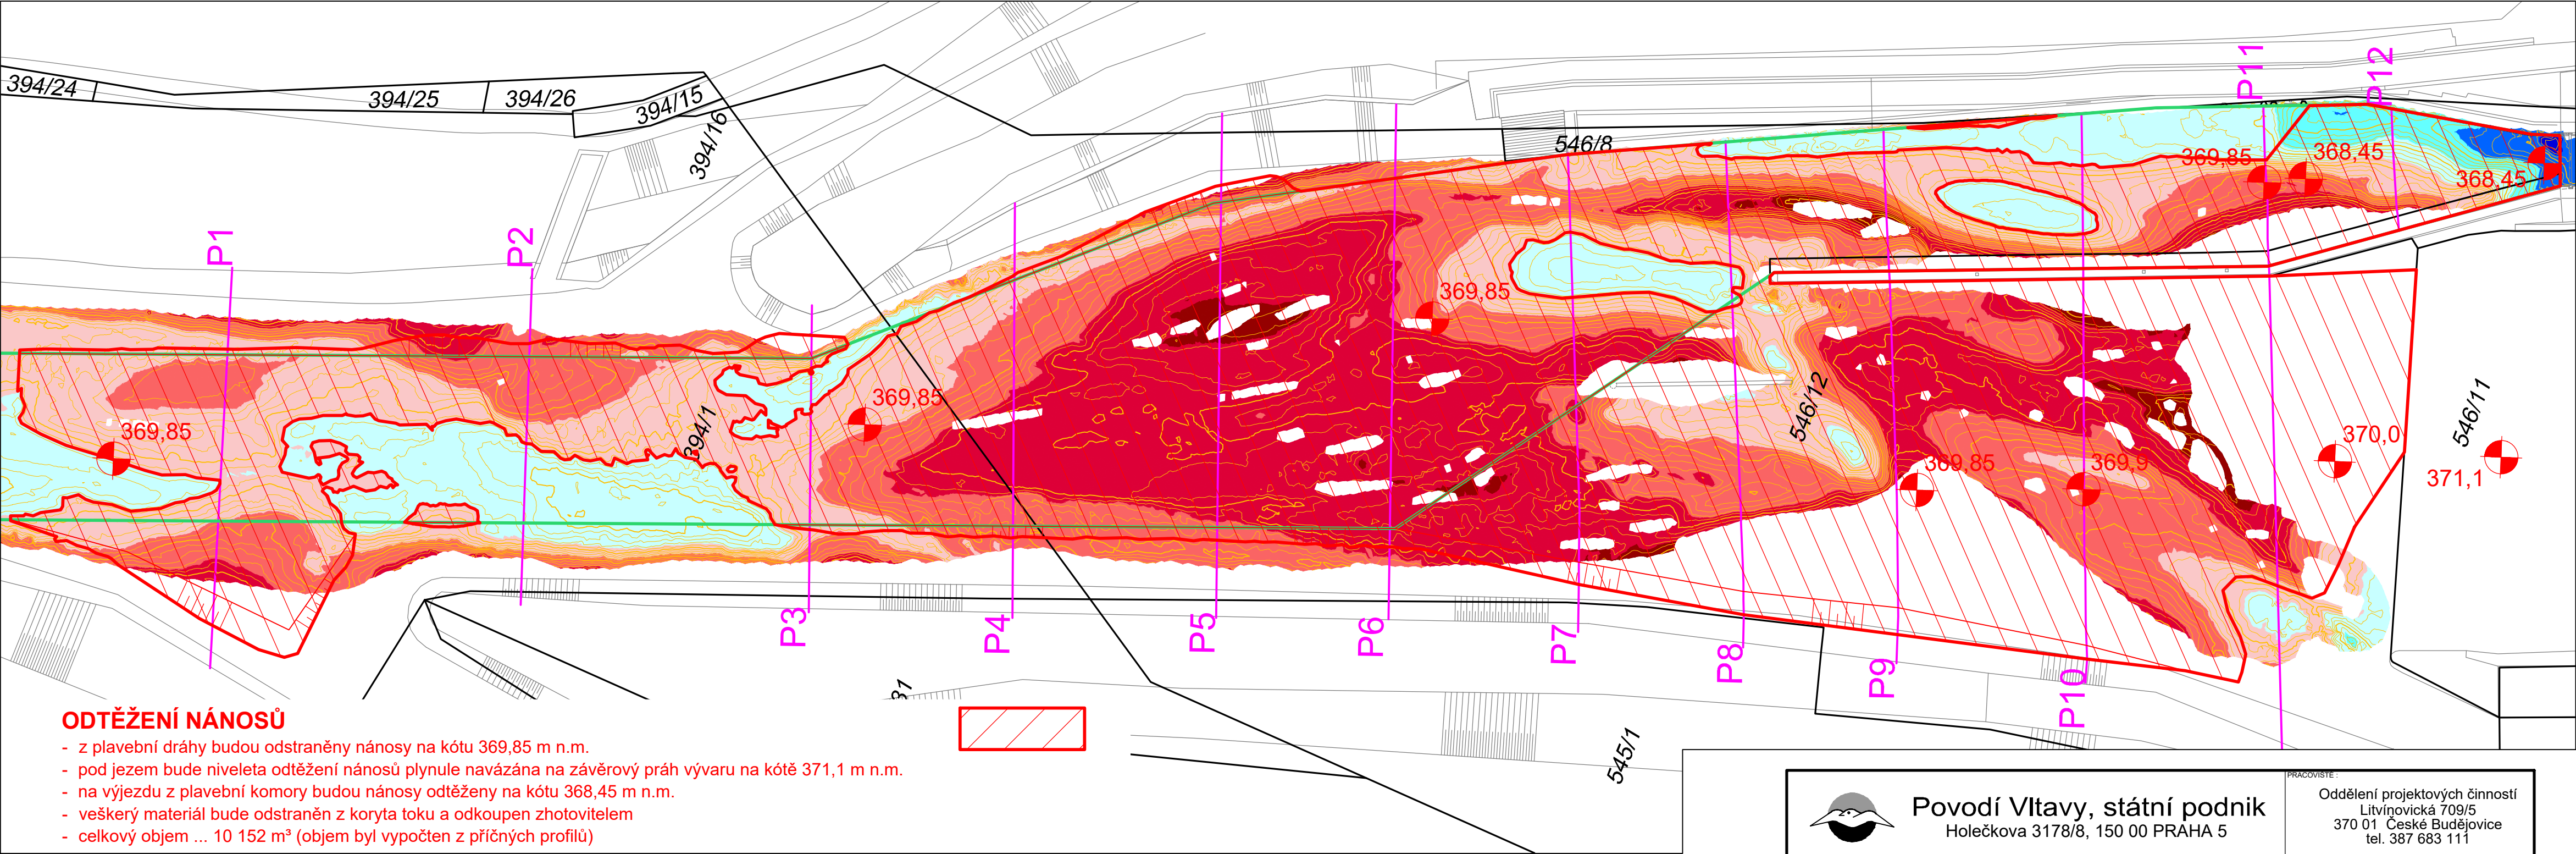 394/24
394/25
394/26
394/15
394/16
P1
P2
P11
P12
546/8
369,85
368,45
368,45
369,85
369,85
369,85
394/1
546/12
369,85
369,9
370,0
371,1
546/11
P3
P4
P5
P6
P7
P8
P9
P10
545/1
ODTĚŽENÍ NÁNOSŮ
- z plavební dráhy budou odstraněny nánosy na kótu 369,85 m n.m.
- pod jezem bude niveleta odtěžení nánosů plynule navázána na závěrový práh vývaru na kótě 371,1 m n.m.
- na výjezdu z plavební komory budou nánosy odtěženy na kótu 368,45 m n.m.
- veškerý materiál bude odstraněn z koryta toku a odkoupen zhotovitelem
- celkový objem ... 10 152 m³ (objem byl vypočten z příčných profilů)
Povodí Vltavy, státní podnik
Holečkova 3178/8, 150 00 PRAHA 5
PRACOVIŠTĚ :
Oddělení projektových činností
Litvínovická 709/5
370 01 České Budějovice
tel. 387 683 111